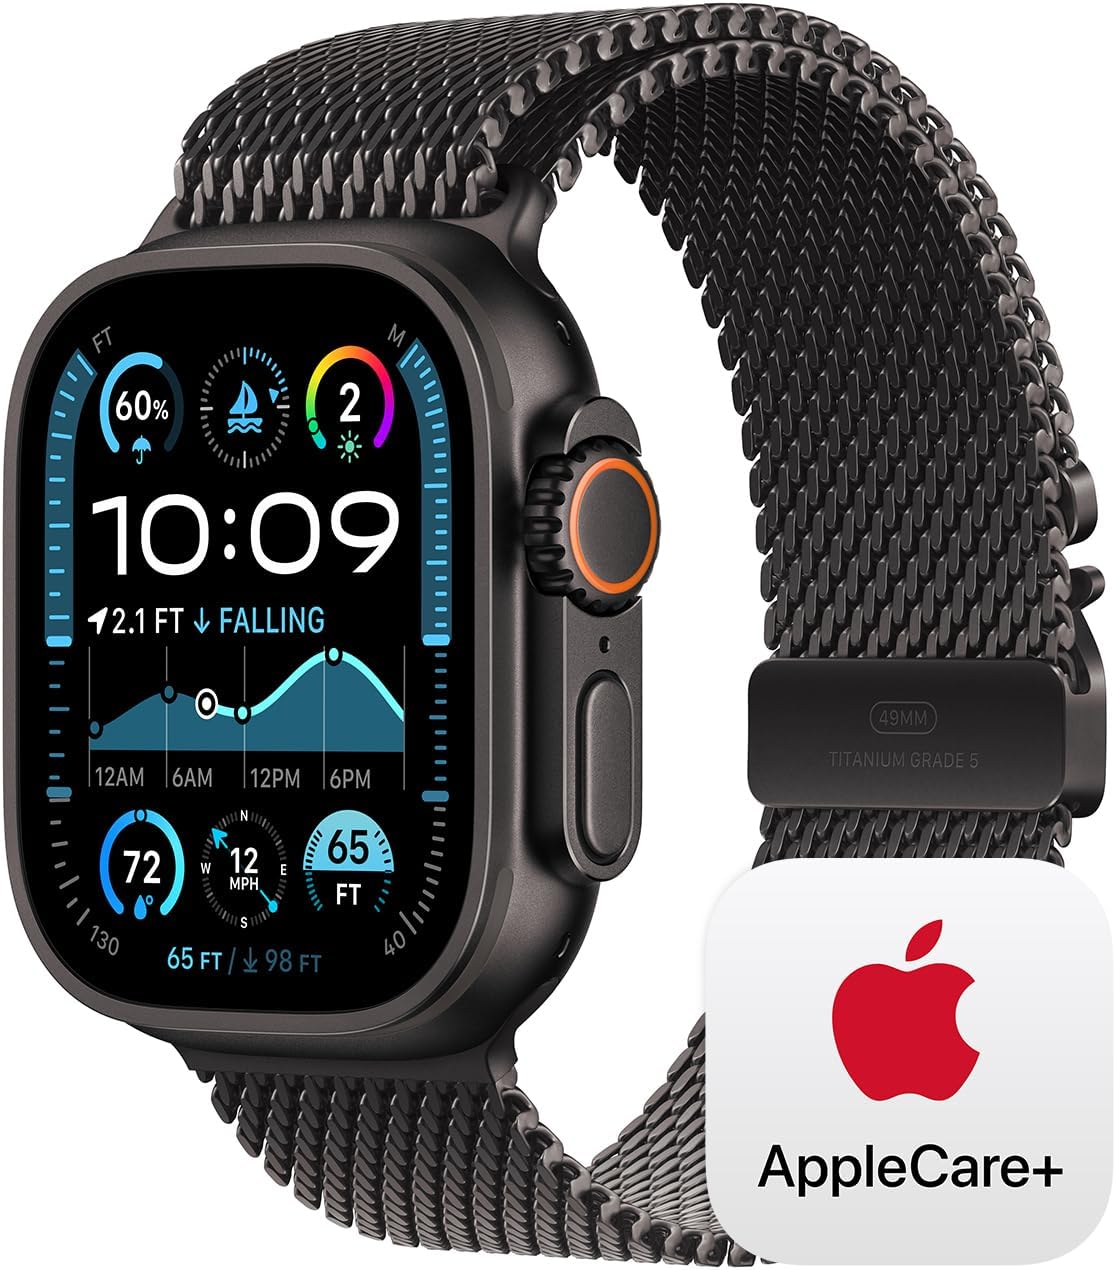 FT
M
60%
2
10:09
2.1 FT ↓ FALLING
12AM
6AM
12PM
6PM
72
N
W
12
E
MPH
S
65
FT
130
40
65 FT / ↓ 98 FT
49MM
TITANIUM GRADE 5
AppleCare+